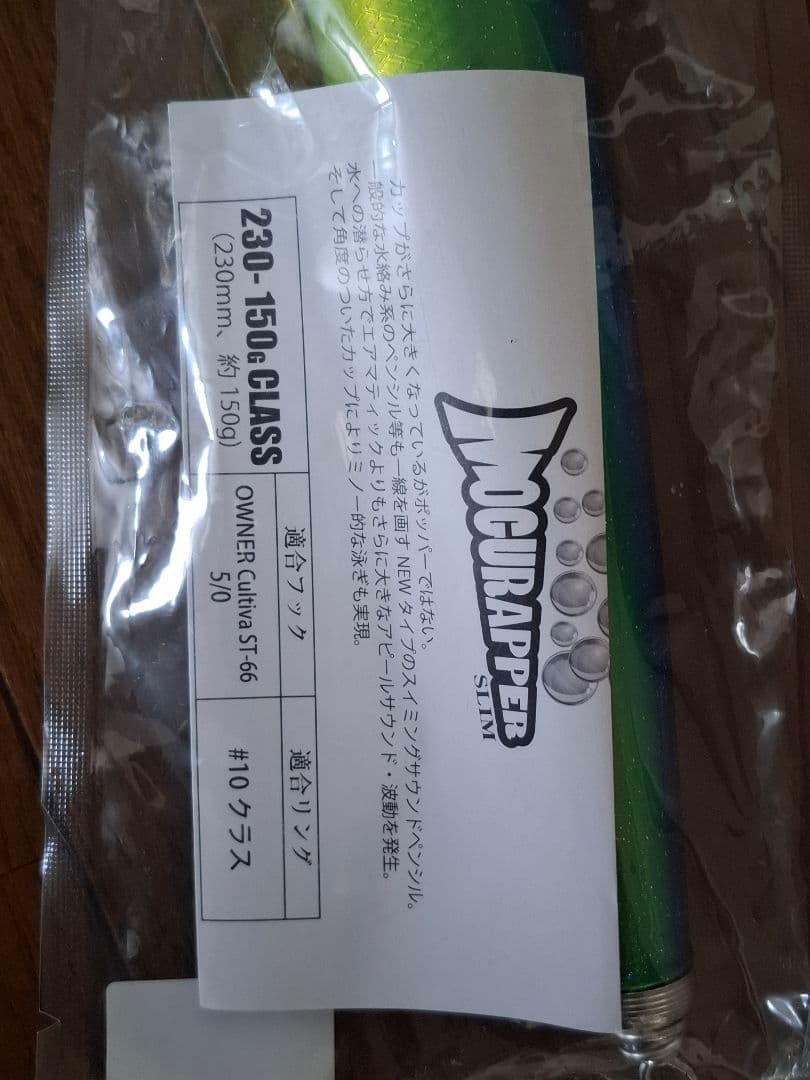 MOGURAPPER
SLIM
カップがさらに大きくなっているがポッパーではない。
一般的な水絡み系のペンシル等も一線を画すNEWタイプのスイミングサウンドペンシル。
水への潜らせ方でエアマティックよりもさらに大きなアピールサウンド・波動を発生。
そして角度のついたカップによりミノー的な泳ぎも実現。
適合フック 適合リング
230-150G CLASS
(230mm、約150g)
OWNER Cultiva ST-66
5/0
#10 クラス